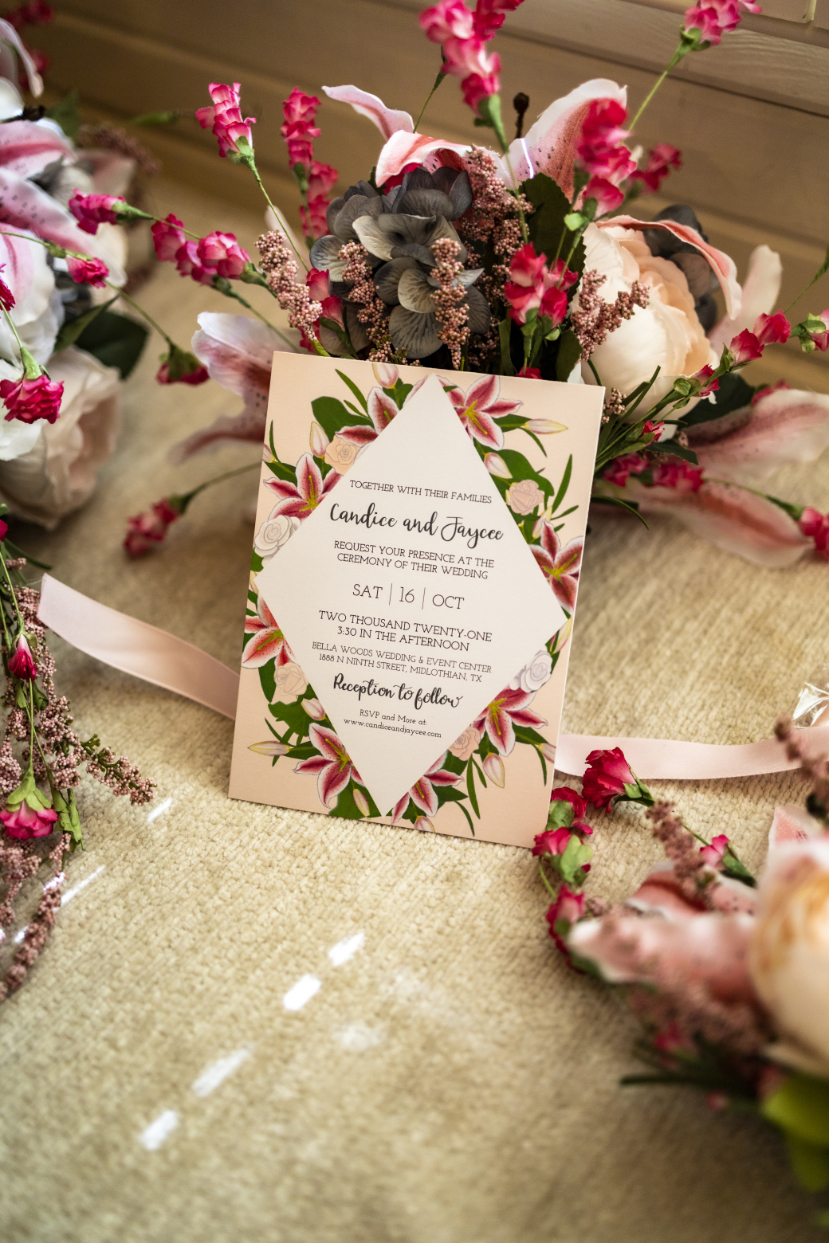 TOGETHER WITH THEIR FAMILIES
Candice and Jaycee
REQUEST YOUR PRESENCE AT THE
CEREMONY OF THEIR WEDDING
SAT | 16 | OCT
TWO THOUSAND TWENTY-ONE
3:30 IN THE AFTERNOON
BELLA WOODS WEDDING & EVENT CENTER
1888 N NINTH STREET, MIDLOTHIAN, TX
Reception to follow
RSVP and More at:
www.candiceandjaycee.com